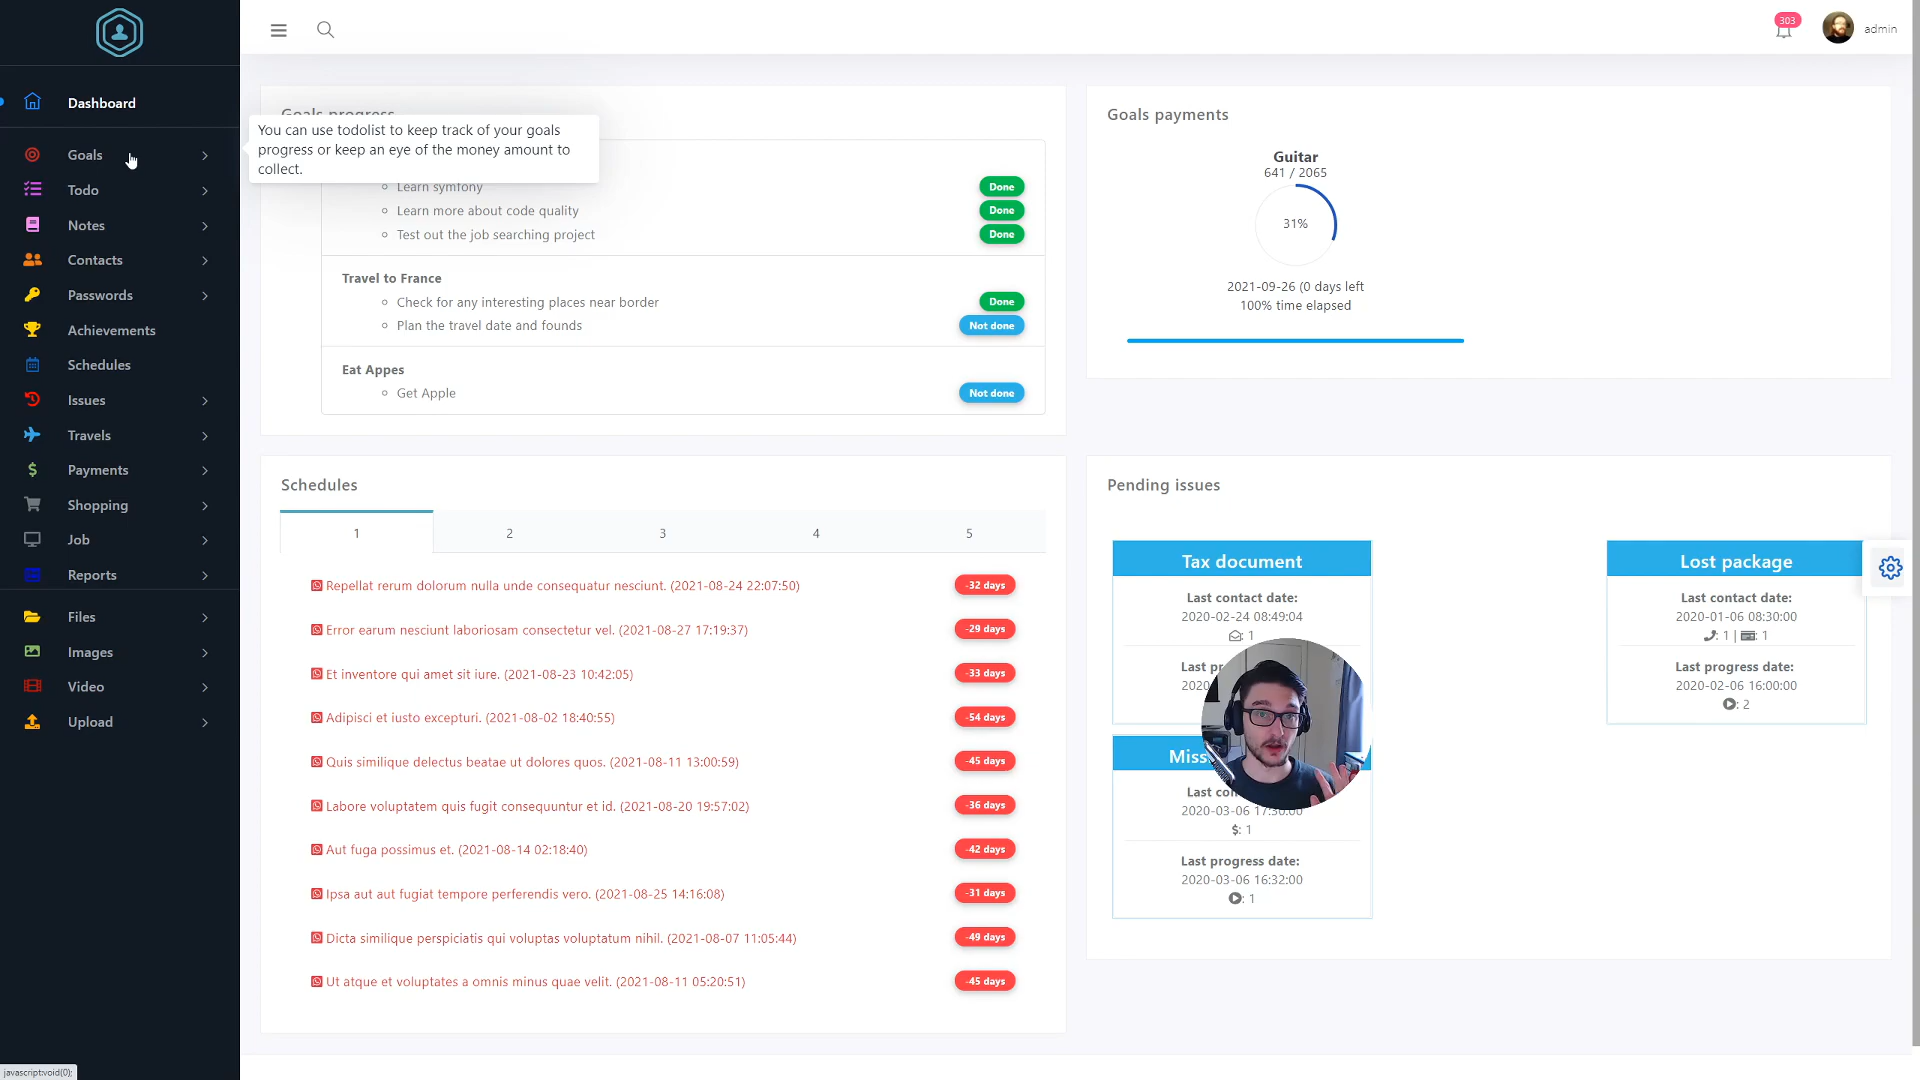 303
admin
Dashboard
Goals
Todo
Notes
Contacts
Passwords
Achievements
Schedules
Issues
Travels
Payments
Shopping
Job
Reports
Files
Images
Video
Upload
javascript:void(0);
Goals progress
You can use todolist to keep track of your goals
progress or keep an eye of the money amount to
collect.
Learn symfony Done
Learn more about code quality Done
Test out the job searching project Done
Travel to France
Check for any interesting places near border Done
Plan the travel date and founds Not done
Eat Appes
Get Apple Not done
Goals payments
Guitar
641 / 2065
31%
2021-09-26 (0 days left
100% time elapsed
Schedules
1 2 3 4 5
Repellat rerum dolorum nulla unde consequatur nesciunt. (2021-08-24 22:07:50) -32 days
Error earum nesciunt laboriosam consectetur vel. (2021-08-27 17:19:37) -29 days
Et inventore qui amet sit iure. (2021-08-23 10:42:05) -33 days
Adipisci et iusto excepturi. (2021-08-02 18:40:55) -54 days
Quis similique delectus beatae ut dolores quos. (2021-08-11 13:00:59) -45 days
Labore voluptatem quis fugit consequuntur et id. (2021-08-20 19:57:02) -36 days
Aut fuga possimus et. (2021-08-14 02:18:40) -42 days
Ipsa aut aut fugiat tempore perferendis vero. (2021-08-25 14:16:08) -31 days
Dicta similique perspiciatis qui voluptas voluptatum nihil. (2021-08-07 11:05:44) -49 days
Ut atque et voluptates a omnis minus quae velit. (2021-08-11 05:20:51) -45 days
Pending issues
Tax document
Last contact date:
2020-02-24 08:49:04
: 1
Last
2020
Lost package
Last contact date:
2020-01-06 08:30:00
: 1 | : 1
Last progress date:
2020-02-06 16:00:00
: 2
Miss
Last
2020-03-06 17:30:00
$: 1
Last progress date:
2020-03-06 16:32:00
: 1